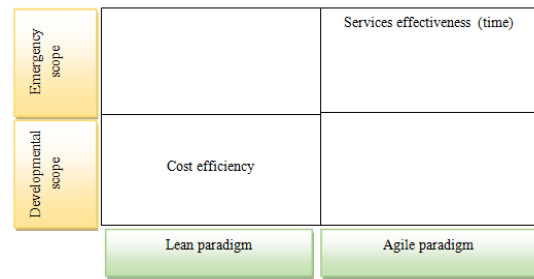 Services effectiveness (time)
Emergency
scope
Cost efficiency
Developmental
scope
Lean paradigm
Agile paradigm